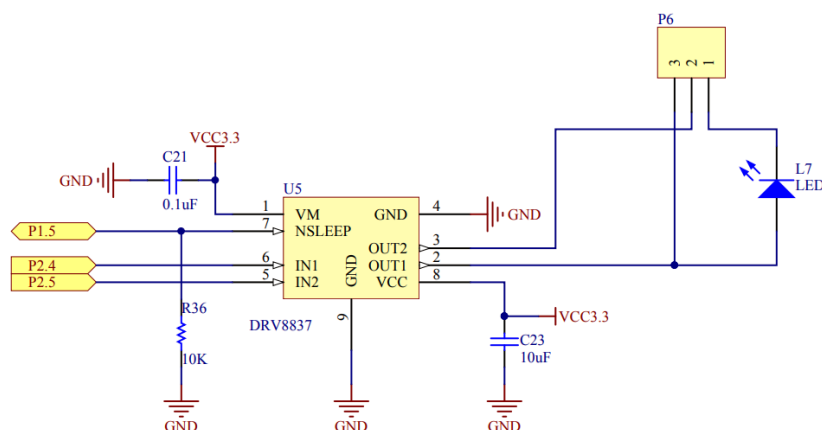 P6
3 2 1
VCC3.3
C21
GND
0.1uF
L7
LED
U5
1 VM GND 4 GND
P1.5 7 NSLEEP
OUT2 3
P2.4 6 IN1 OUT1 2
P2.5 5 IN2 GND VCC 8
R36
9
DRV8837
VCC3.3
C23
10K
10uF
GND GND GND